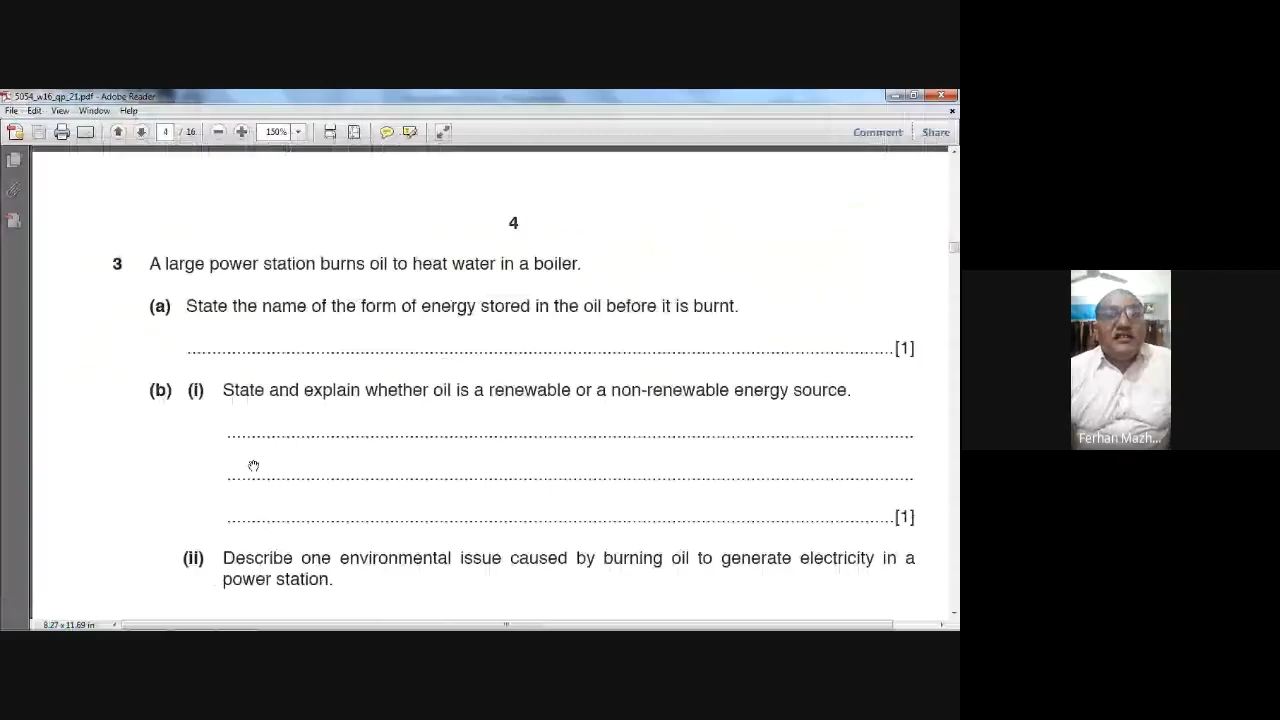 5054_w16_qp_21.pdf - Adobe Reader
File Edit View Window Help
4 / 16 150% Comment Share
4
3 A large power station burns oil to heat water in a boiler.
(a) State the name of the form of energy stored in the oil before it is burnt.
[1]
(b) (i) State and explain whether oil is a renewable or a non-renewable energy source.
[1]
(ii) Describe one environmental issue caused by burning oil to generate electricity in a
power station.
8.27 x 11.69 in
Ferhan Mazh...